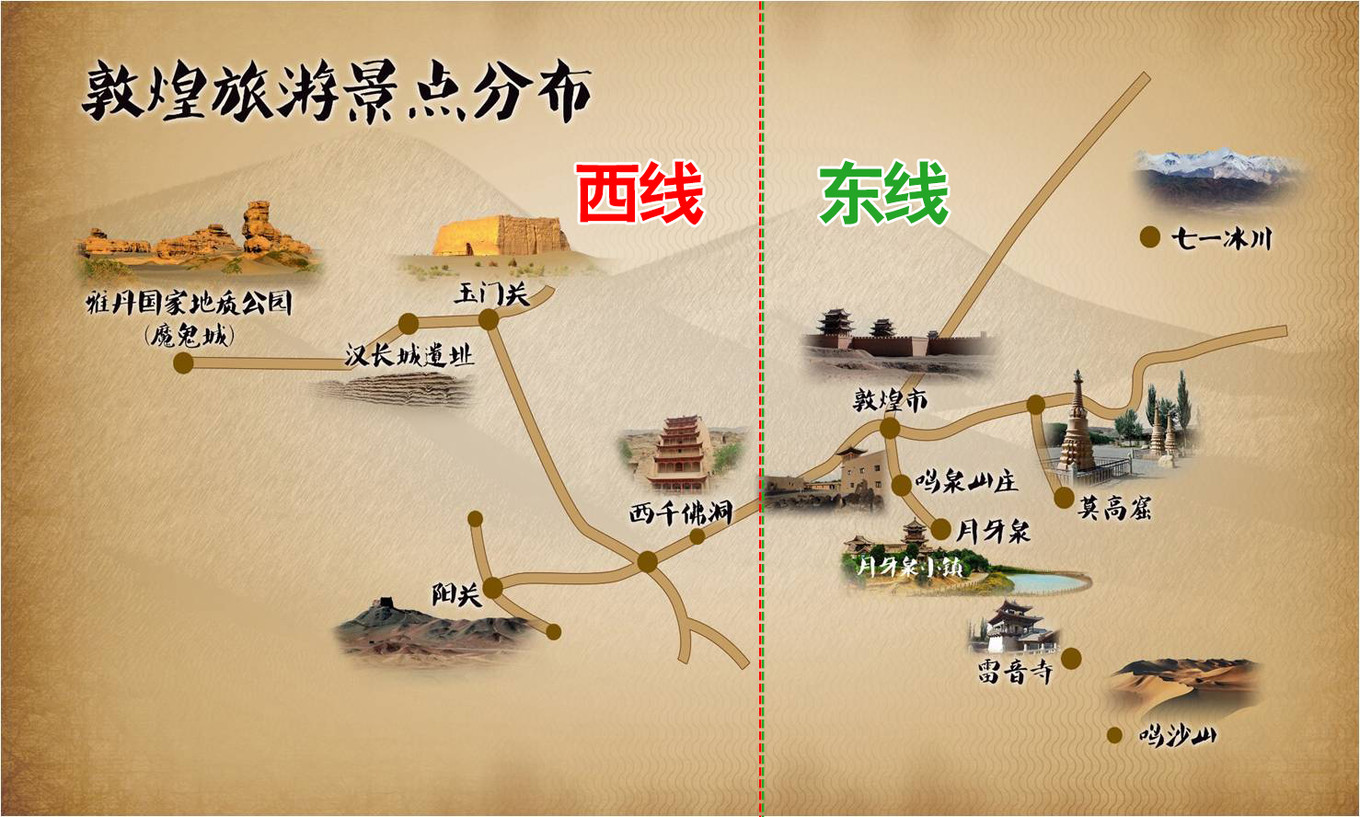 敦煌旅游景点分布
西线
东线
七一冰川
玉门关
雅丹国家地质公园
(魔鬼城)
汉长城遗址
敦煌市
鸣泉山庄
西千佛洞
莫高窟
月牙泉
月牙泉小镇
阳关
雷音寺
鸣沙山